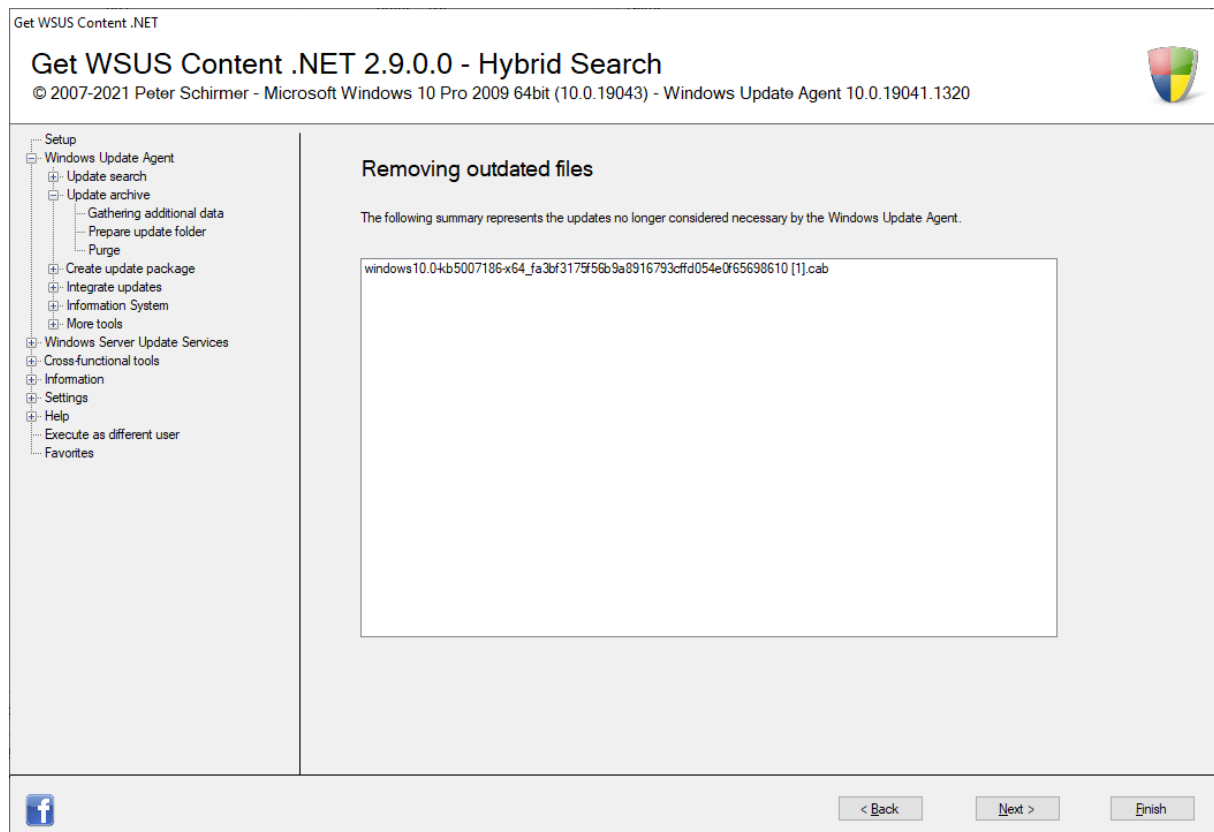 Get WSUS Content .NET
Get WSUS Content .NET 2.9.0.0 - Hybrid Search
© 2007-2021 Peter Schirmer - Microsoft Windows 10 Pro 2009 64bit (10.0.19043) - Windows Update Agent 10.0.19041.1320
Setup
Windows Update Agent
Update search
Update archive
Gathering additional data
Prepare update folder
Purge
Create update package
Integrate updates
Information System
More tools
Windows Server Update Services
Cross-functional tools
Information
Settings
Help
Execute as different user
Favorites
Removing outdated files
The following summary represents the updates no longer considered necessary by the Windows Update Agent.
windows10.0-kb5007186-x64_fa3bf3175f56b9a8916793cffd054e0f65698610 [1].cab
< Back
Next >
Finish